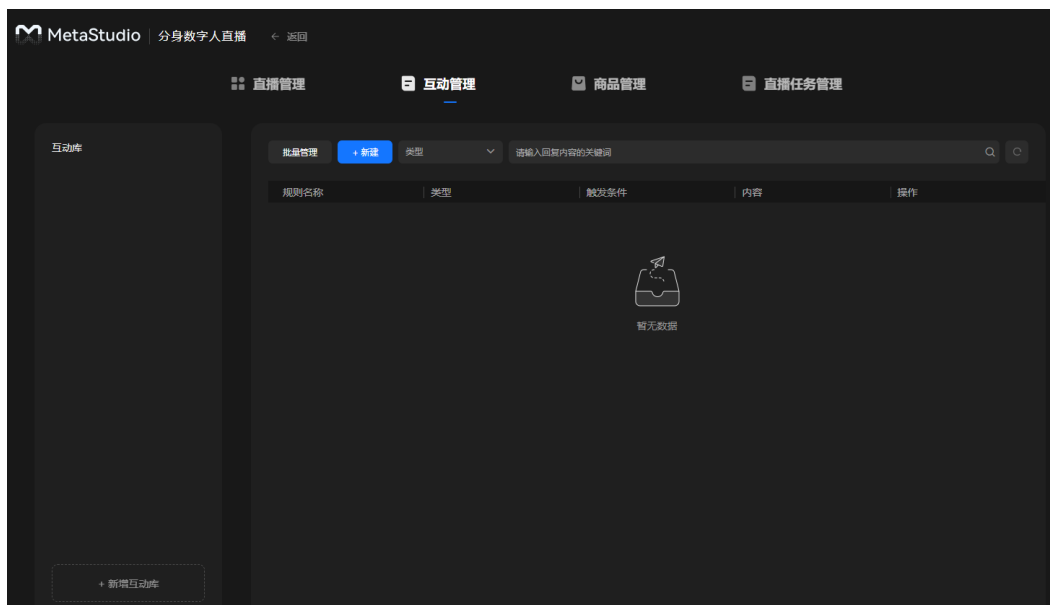 MetaStudio 分身数字人直播 ← 返回
直播管理 互动管理 商品管理 直播任务管理
互动库
批量管理 + 新建 类型 请输入回复内容的关键词
规则名称 类型 触发条件 内容 操作
暂无数据
+ 新增互动库